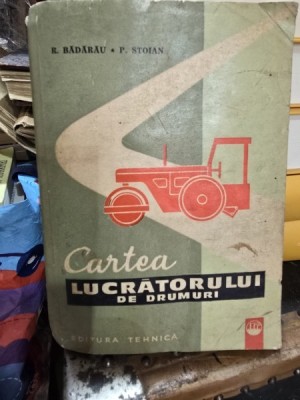 R. BĂDĂRĂU • P. STOIAN
Cartea
LUCRĂTORULUI
DE DRUMURI
EDITURA TEHNICĂ